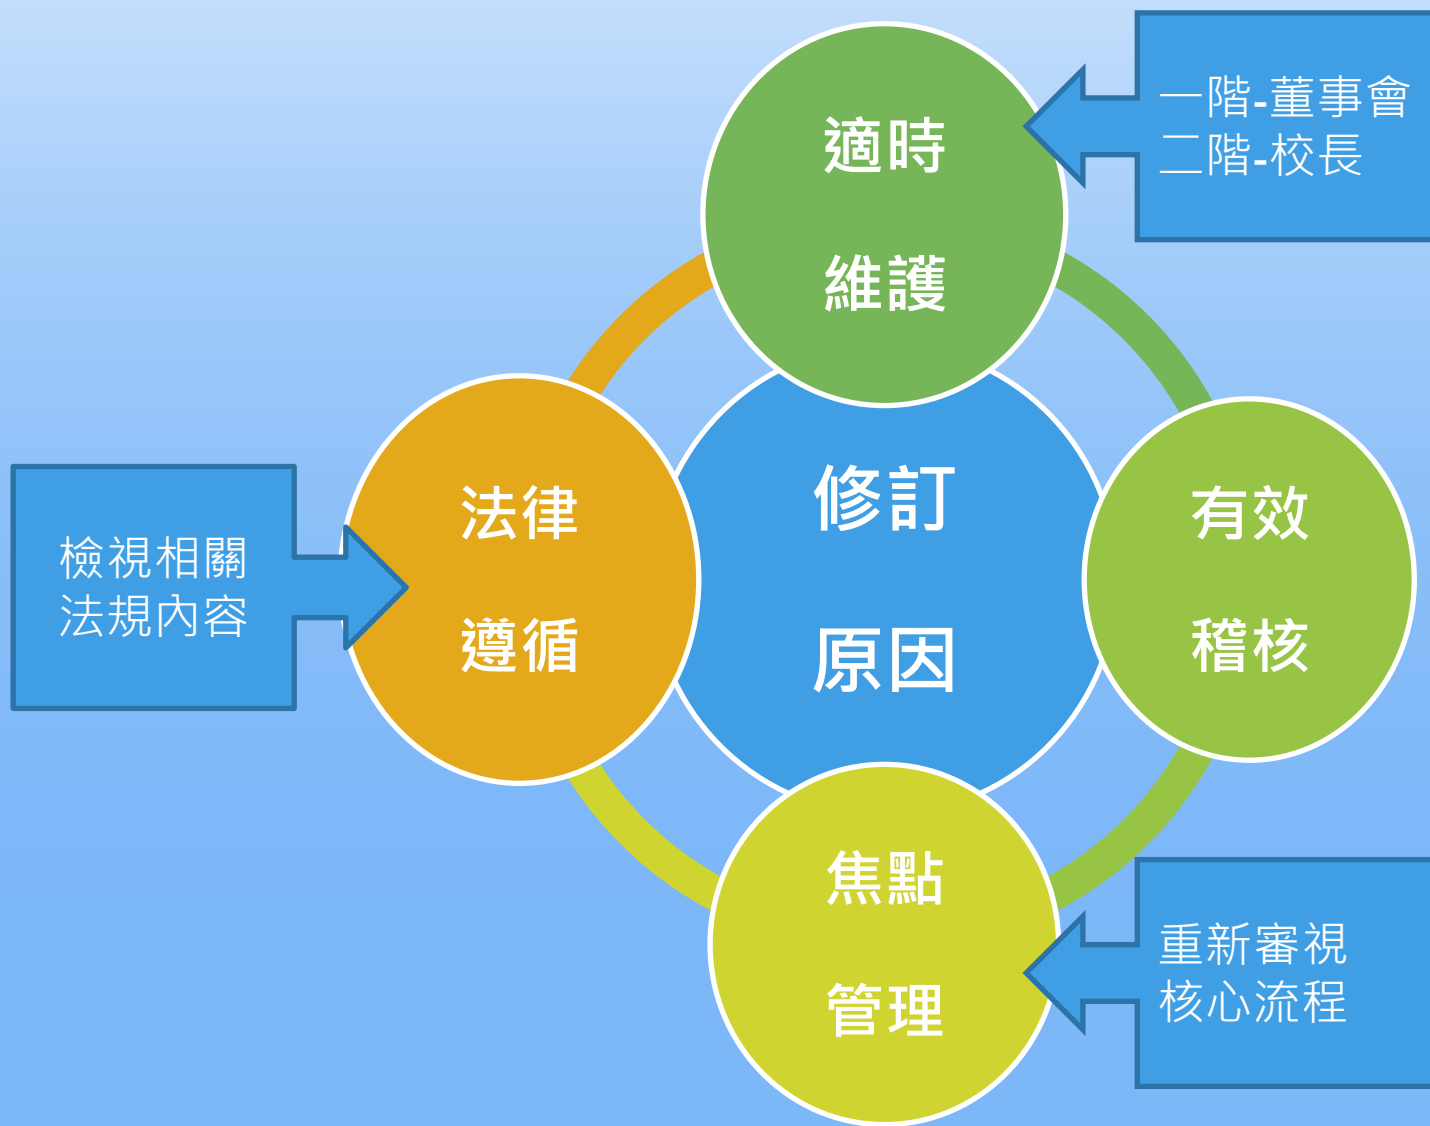 一階-董事會
二階-校長
適時
維護
修訂
原因
法律
遵循
有效
稽核
檢視相關
法規內容
焦點
管理
重新審視
核心流程